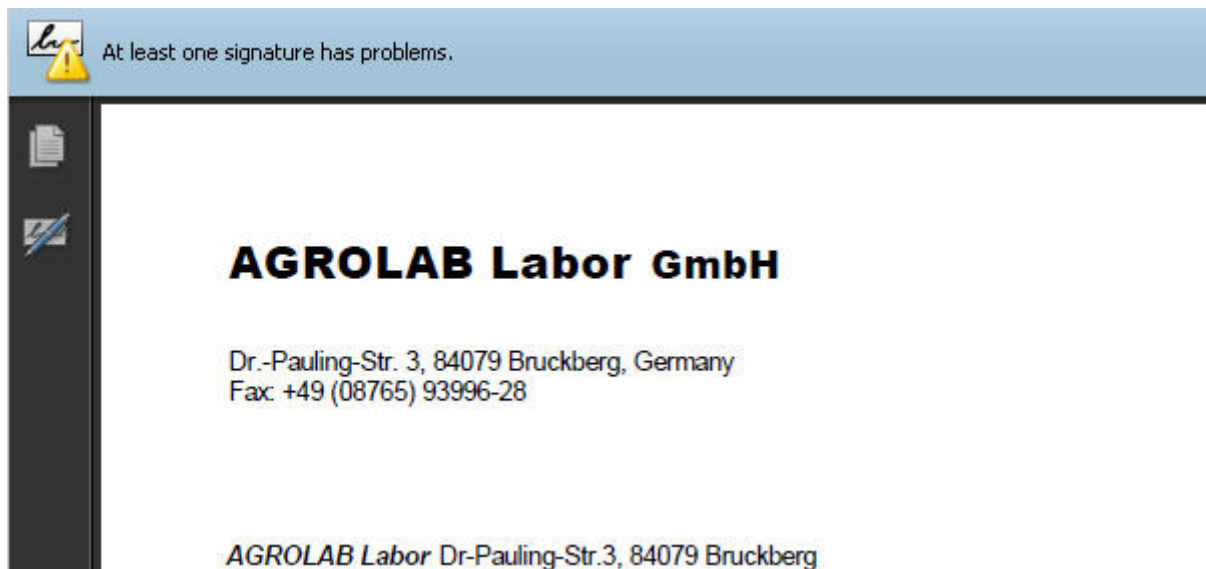 At least one signature has problems.
AGROLAB Labor GmbH
Dr.-Pauling-Str. 3, 84079 Bruckberg, Germany
Fax: +49 (08765) 93996-28
AGROLAB Labor Dr-Pauling-Str.3, 84079 Bruckberg